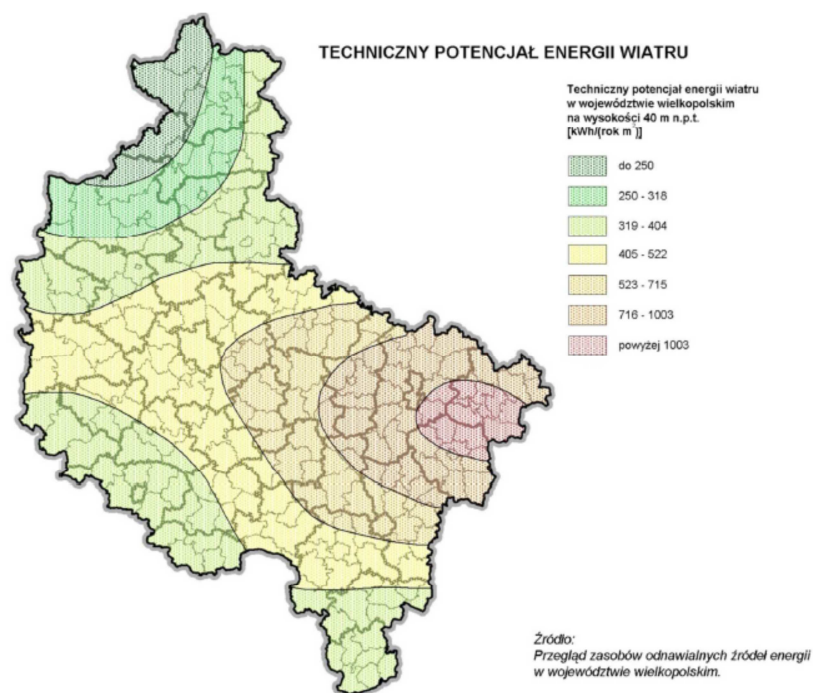 TECHNICZNY POTENCJAŁ ENERGII WIATRU
Techniczny potencjał energii wiatru
w województwie wielkopolskim
na wysokości 40 m n.p.t.
[kWh/(rok m²)]
do 250
250 - 318
319 - 404
405 - 522
523 - 715
716 - 1003
powyżej 1003
Źródło:
Przegląd zasobów odnawialnych źródeł energii
w województwie wielkopolskim.